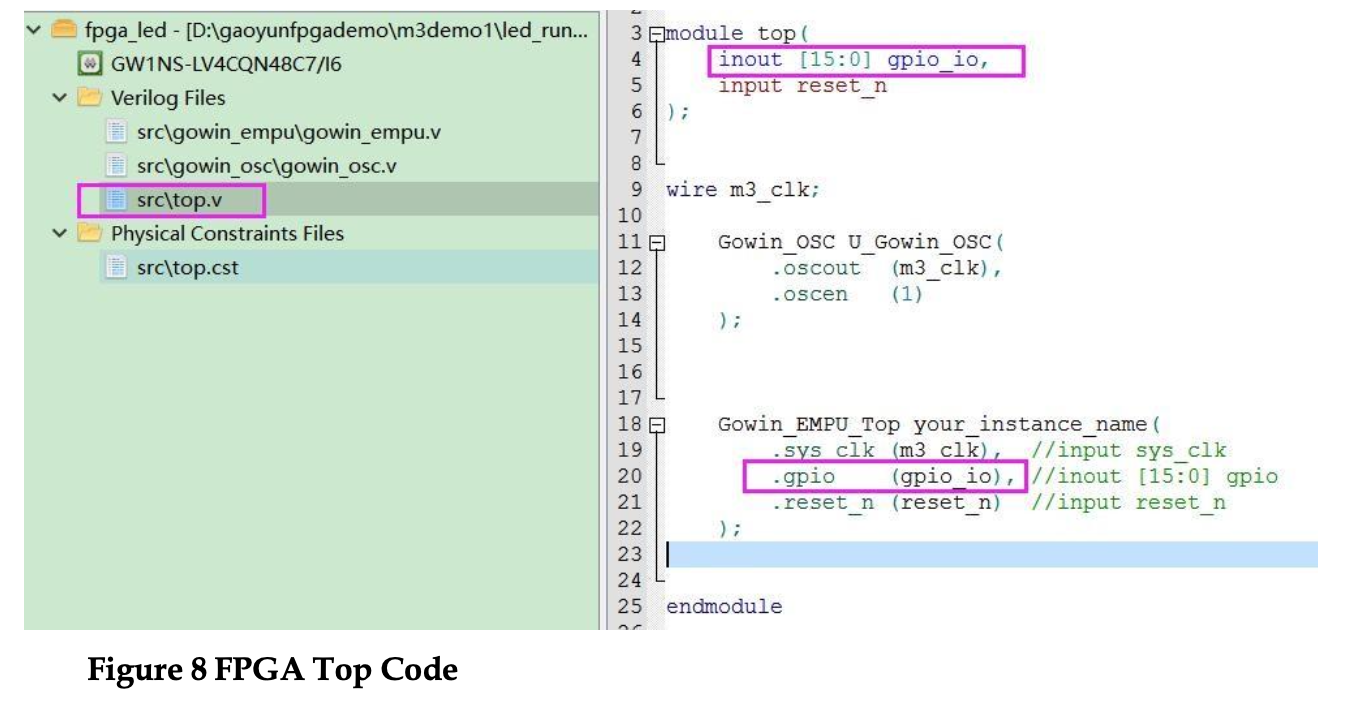 fpga_led - [D:\gaoyunfpgademo\m3demo1\led_run...
GW1NS-LV4CQN48C7/I6
Verilog Files
src\gowin_empu\gowin_empu.v
src\gowin_osc\gowin_osc.v
src\top.v
Physical Constraints Files
src\top.cst
3 module top(
4 inout [15:0] gpio_io,
5 input reset_n
6 );
7
8
9 wire m3_clk;
10
11 Gowin_OSC U_Gowin_OSC(
12 .oscout (m3_clk),
13 .oscen (1)
14 );
15
16
17
18 Gowin_EMPU_Top your_instance_name(
19 .sys_clk (m3_clk), //input sys_clk
20 .gpio (gpio_io), //inout [15:0] gpio
21 .reset_n (reset_n) //input reset_n
22 );
23
24
25 endmodule
Figure 8 FPGA Top Code